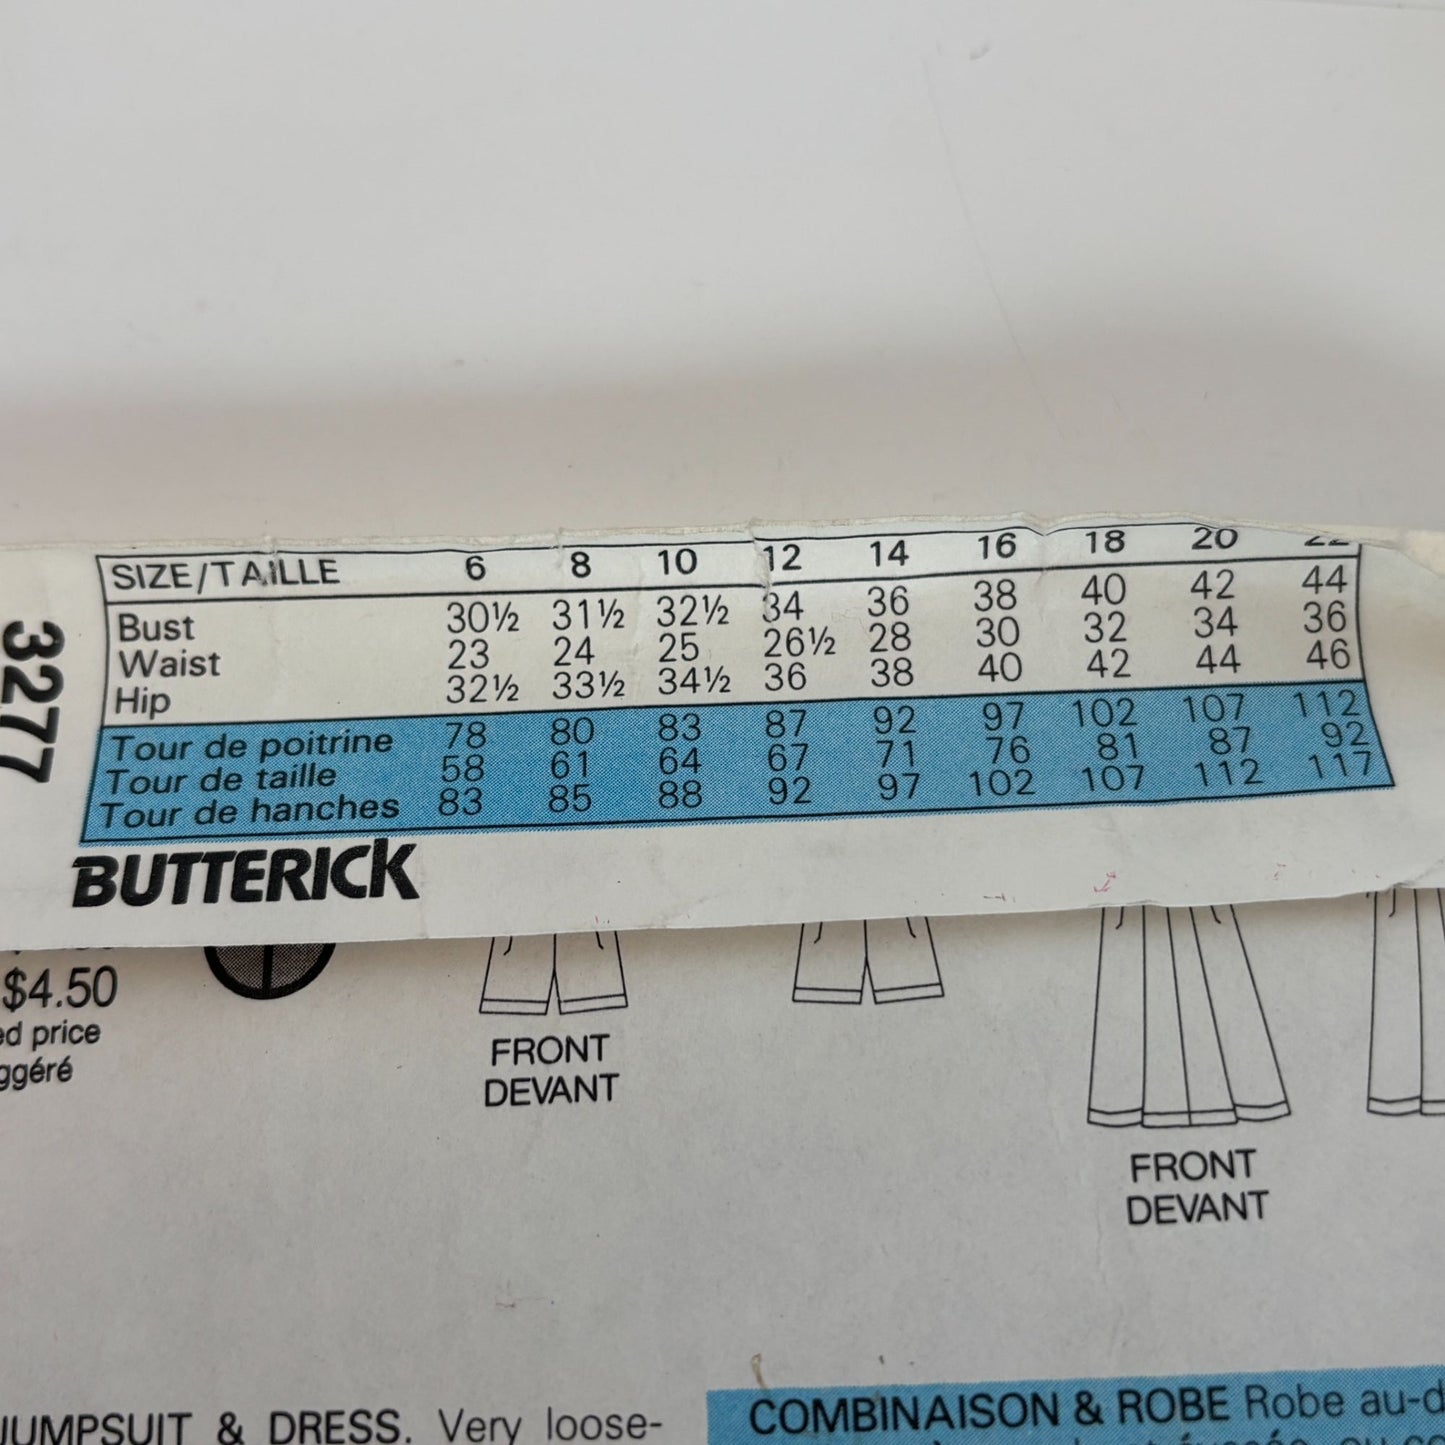 SIZE/TAILLE 6 8 10 12 14 16 18 20 22
Bust 30½ 31½ 32½ 34 36 38 40 42 44
Waist 23 24 25 26½ 28 30 32 34 36
Hip 32½ 33½ 34½ 36 38 40 42 44 46
Tour de poitrine 78 80 83 87 92 97 102 107 112
Tour de taille 58 61 64 67 71 76 81 87 92
Tour de hanches 83 85 88 92 97 102 107 112 117
3277
BUTTERICK
$4.50
ed price
ggéré
FRONT
DEVANT
FRONT
DEVANT
JUMPSUIT & DRESS. Very loose-
COMBINAISON & ROBE Robe au-d